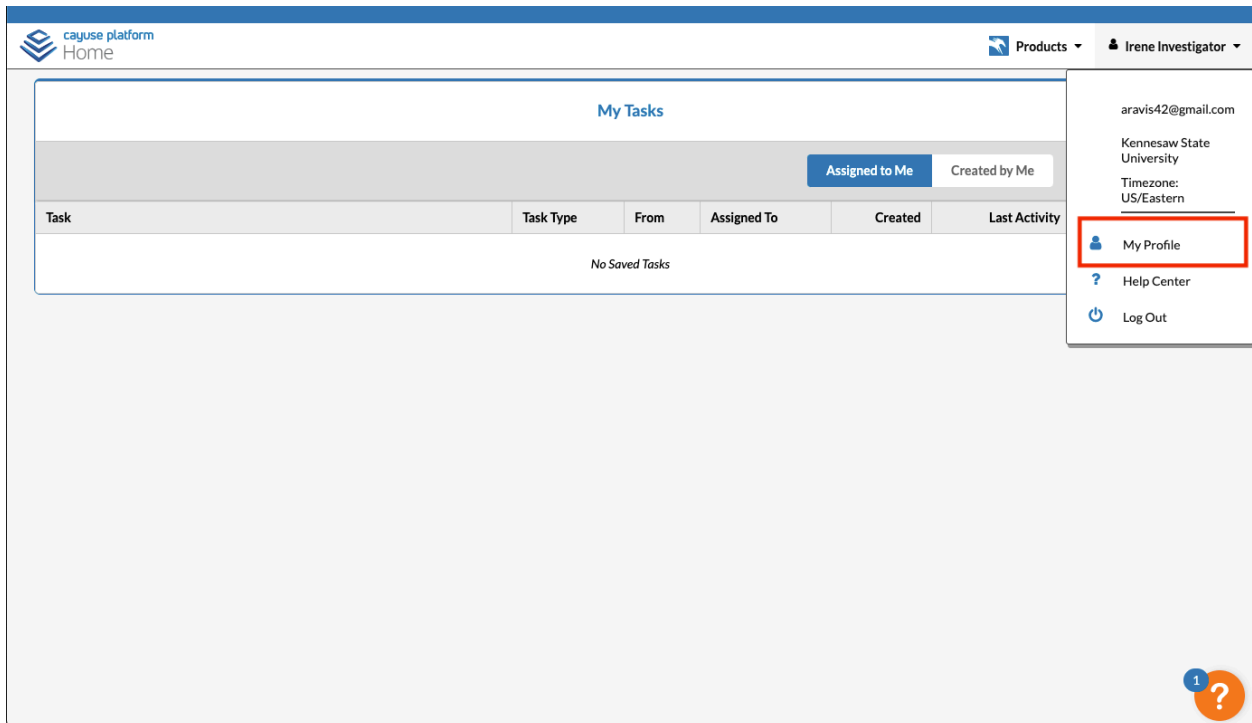 cayuse platform
Home
Products
Irene Investigator
My Tasks
aravis42@gmail.com
Kennesaw State
University
Timezone:
US/Eastern
Assigned to Me
Created by Me
Task
Task Type
From
Assigned To
Created
Last Activity
No Saved Tasks
My Profile
? Help Center
Log Out
1
?